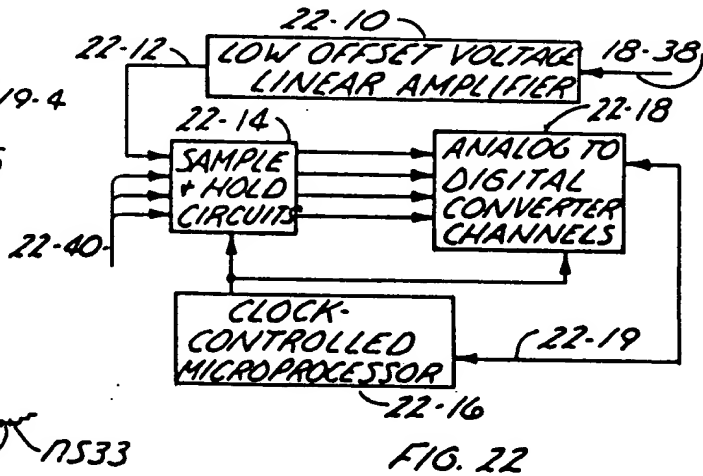 22-10
22-12
LOW OFFSET VOLTAGE
LINEAR AMPLIFIER
18-38
19-4
22-14
22-18
SAMPLE
+ HOLD
CIRCUITS
ANALOG TO
DIGITAL
CONVERTER
CHANNELS
22-40
CLOCK-
CONTROLLED
MICROPROCESSOR
22-19
22-16
NS33
FIG. 22